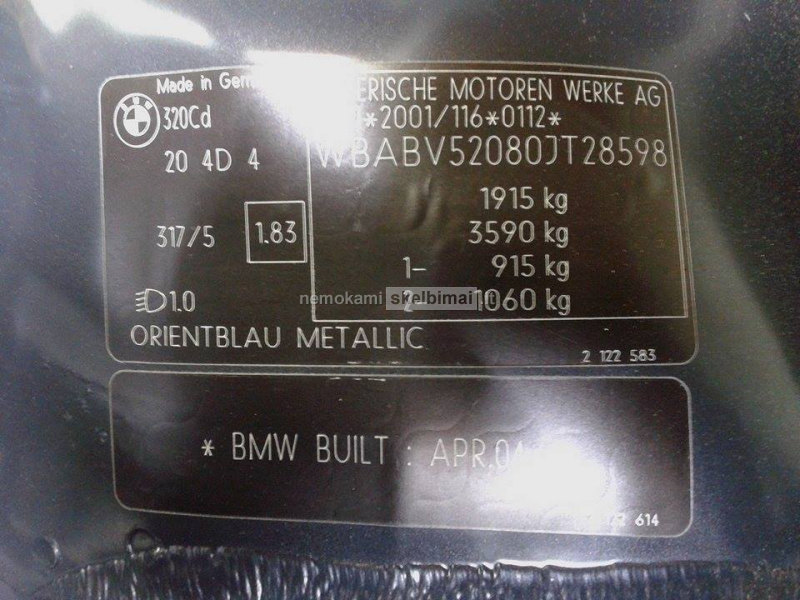 Made in
MOTOREN WERKE AG
BMW 320Cd
*2001/116*0112*
20 4D 4
WBABV52080JT28598
1915 kg
317/5 1.83
3590 kg
1- 915 kg
1.0
2- 1060 kg
nemokami skelbimai
ORIENTBLAU METALLIC
2 122 583
* BMW BUILT : APR.04
614